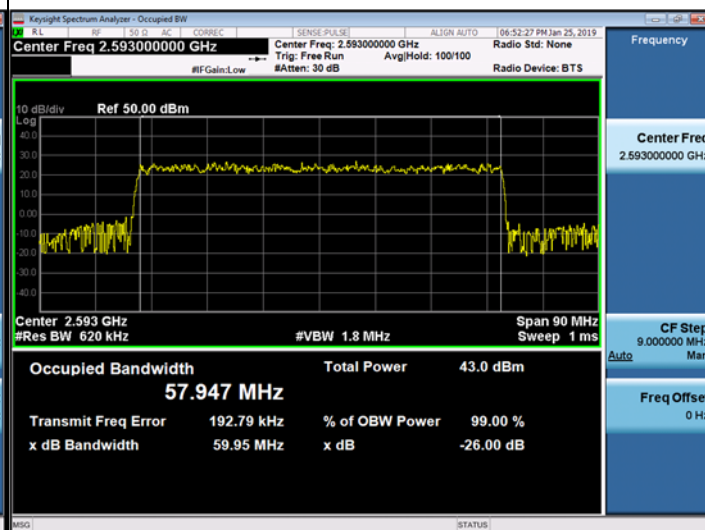 Keysight Spectrum Analyzer - Occupied BW
RL RF 50 Ω AC CORREC SENSE:PULSE ALIGN AUTO 06:52:27 PM Jan 25, 2019
Center Freq 2.593000000 GHz
Center Freq: 2.593000000 GHz
Radio Std: None
Trig: Free Run Avg|Hold: 100/100
#IFGain:Low
#Atten: 30 dB
Radio Device: BTS
Frequency
10 dB/div Ref 50.00 dBm
Log
40.0
30.0
20.0
10.0
0.00
-10.0
-20.0
-30.0
-40.0
Center 2.593 GHz
Span 90 MHz
#Res BW 620 kHz
#VBW 1.8 MHz
Sweep 1 ms
Occupied Bandwidth
57.947 MHz
Total Power 43.0 dBm
Transmit Freq Error 192.79 kHz
% of OBW Power 99.00 %
x dB Bandwidth 59.95 MHz
x dB -26.00 dB
Center Freq
2.593000000 GHz
CF Step
9.000000 MHz
Auto Man
Freq Offset
0 Hz
MSG
STATUS